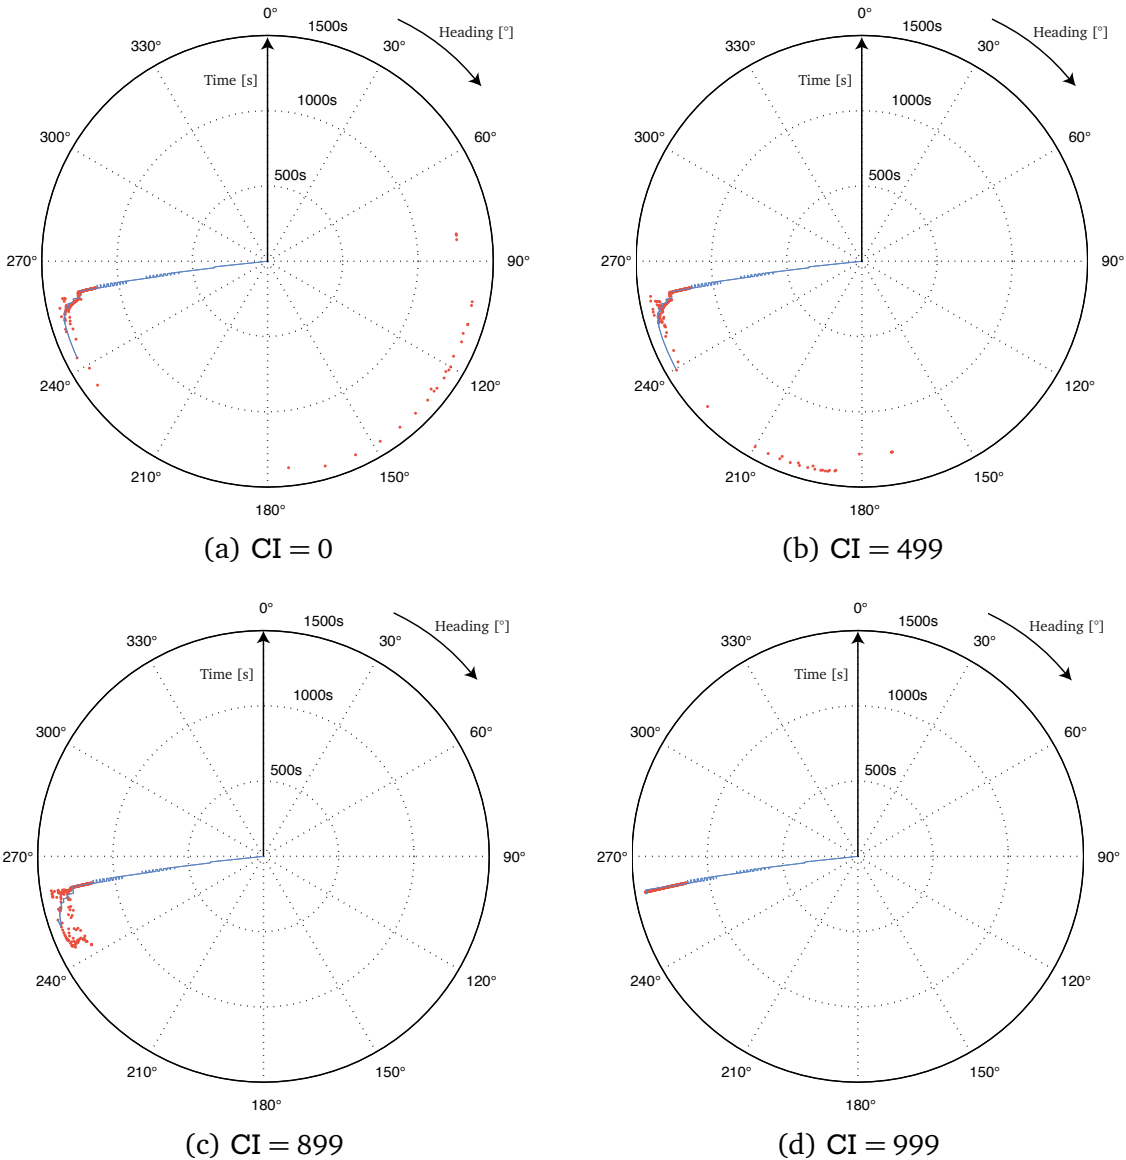 0°
1500s
Heading [°]
330°
30°
Time [s]
1000s
300°
60°
500s
270°
90°
240°
120°
210°
150°
180°
(a) CI = 0
0°
1500s
Heading [°]
330°
30°
Time [s]
1000s
300°
60°
500s
270°
90°
240°
120°
210°
150°
180°
(b) CI = 499
0°
1500s
Heading [°]
330°
30°
Time [s]
1000s
300°
60°
500s
270°
90°
240°
120°
210°
150°
180°
(c) CI = 899
0°
1500s
Heading [°]
330°
30°
Time [s]
1000s
300°
60°
500s
270°
90°
240°
120°
210°
150°
180°
(d) CI = 999